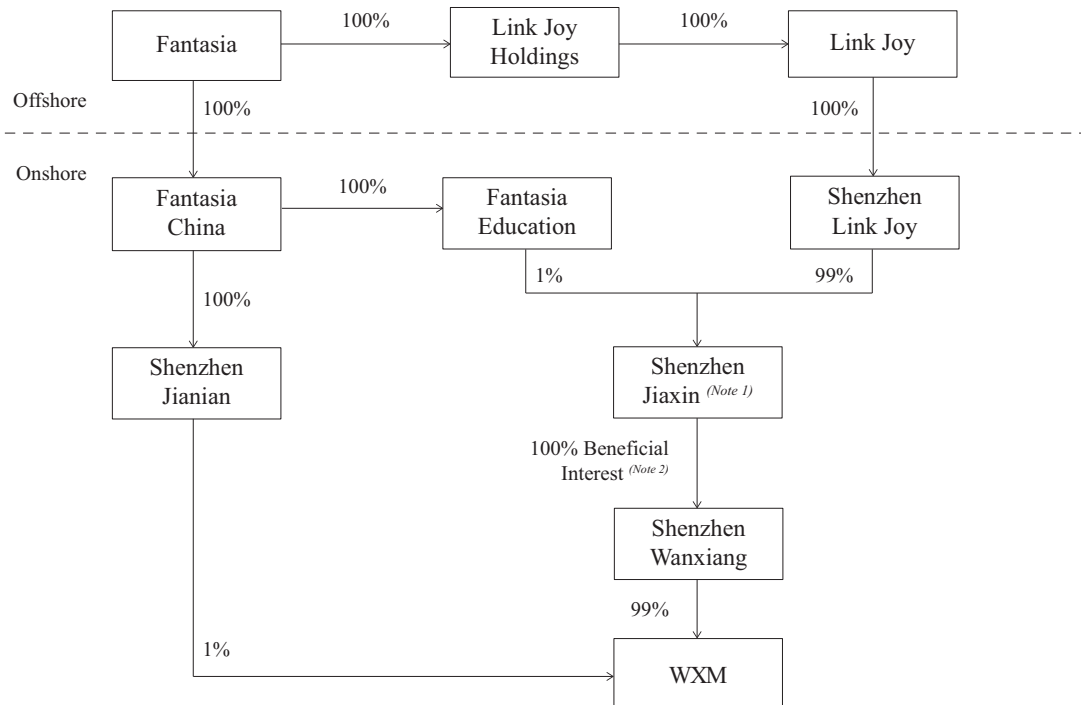 100%
100%
Fantasia
Link Joy
Holdings
Link Joy
Offshore
100%
100%
Onshore
Fantasia
China
100%
Fantasia
Education
Shenzhen
Link Joy
1%
99%
100%
Shenzhen
Jianian
Shenzhen
Jiaxin (Note 1)
100% Beneficial
Interest (Note 2)
Shenzhen
Wanxiang
99%
1%
WXM